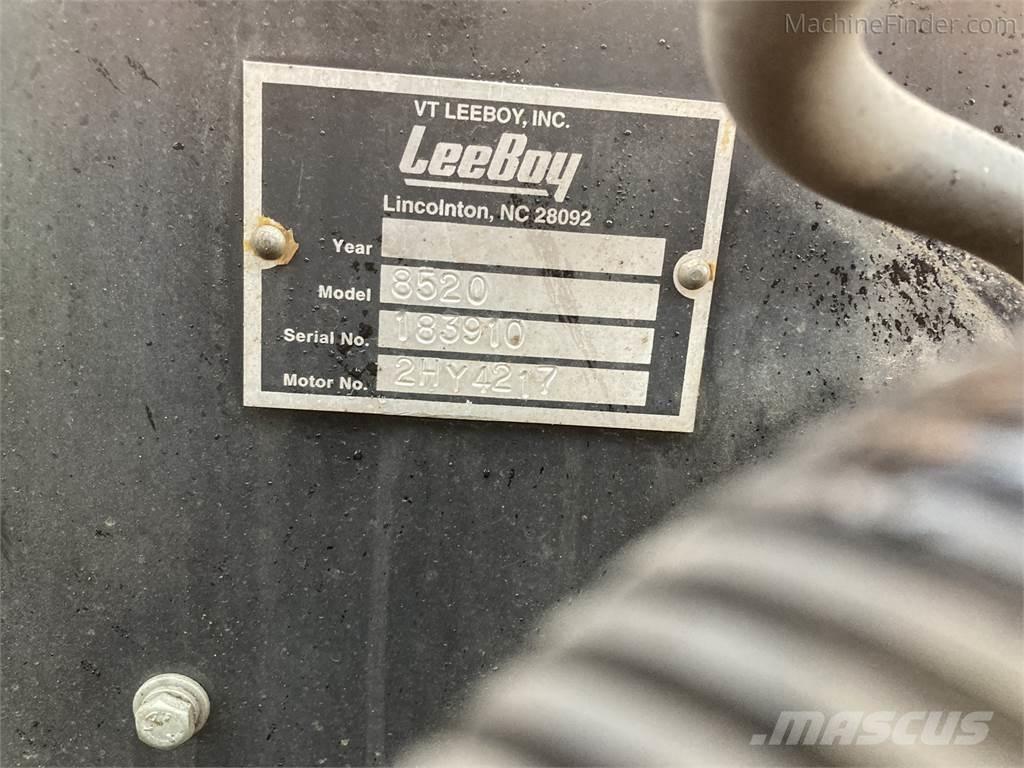 MachineFinder.com
VT LEEBOY, INC.
LeeBoy
Lincolnton, NC 28092
Year
Model 8520
Serial No. 183910
Motor No. 2HY4217
MASCUS